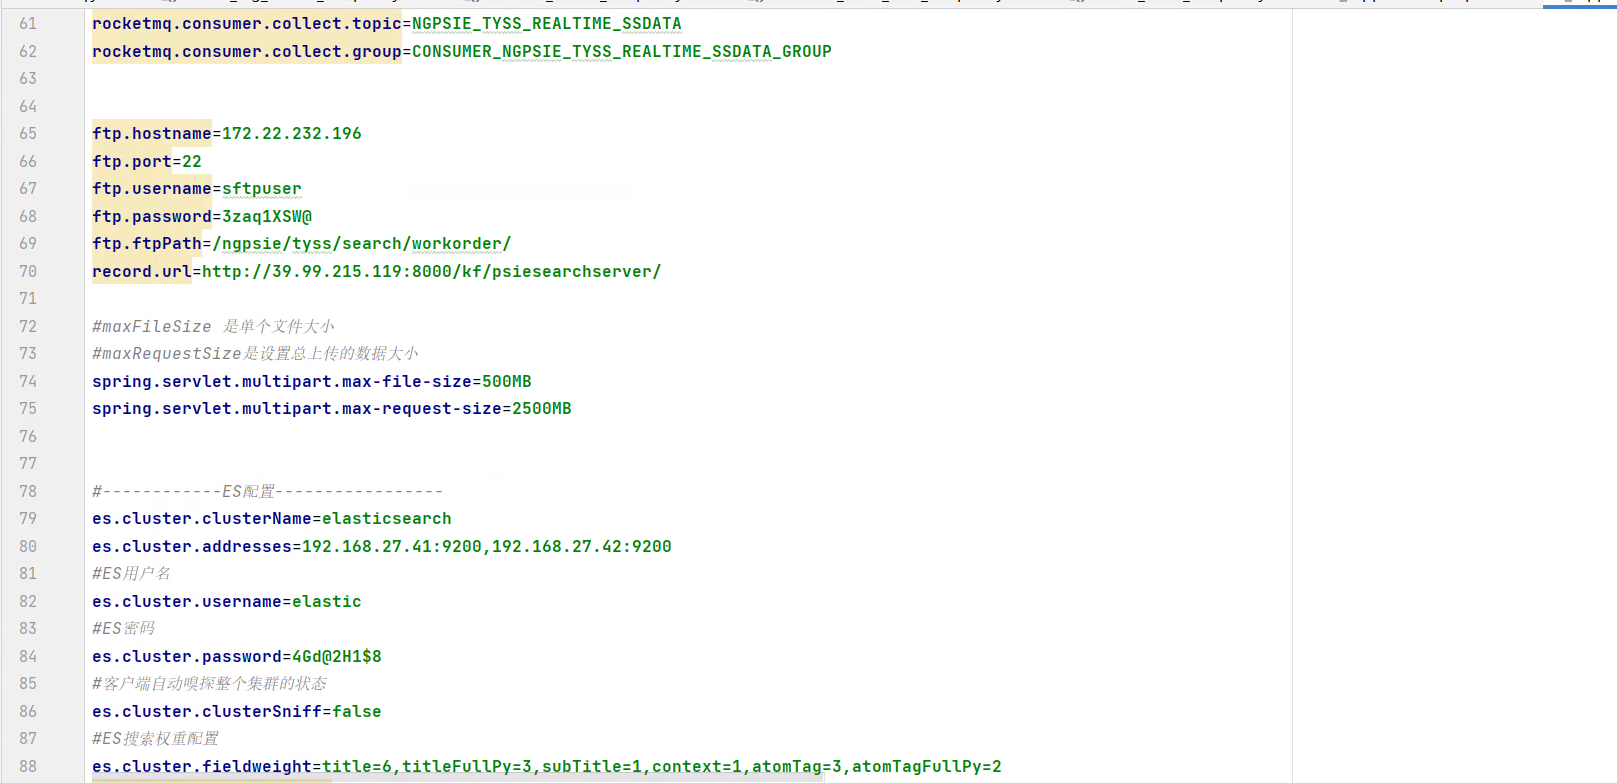 61 rocketmq.consumer.collect.topic=NGPSIE_TYSS_REALTIME_SSDATA
62 rocketmq.consumer.collect.group=CONSUMER_NGPSIE_TYSS_REALTIME_SSDATA_GROUP
63
64
65 ftp.hostname=172.22.232.196
66 ftp.port=22
67 ftp.username=sftpuser
68 ftp.password=3zaq1XSW@
69 ftp.ftpPath=/ngpsie/tyss/search/workorder/
70 record.url=http://39.99.215.119:8000/kf/psiesearchserver/
71
72 #maxFileSize 是单个文件大小
73 #maxRequestSize是设置总上传的数据大小
74 spring.servlet.multipart.max-file-size=500MB
75 spring.servlet.multipart.max-request-size=2500MB
76
77
78 #------------ES配置-----------------
79 es.cluster.clusterName=elasticsearch
80 es.cluster.addresses=192.168.27.41:9200,192.168.27.42:9200
81 #ES用户名
82 es.cluster.username=elastic
83 #ES密码
84 es.cluster.password=4Gd@2H1$8
85 #客户端自动嗅探整个集群的状态
86 es.cluster.clusterSniff=false
87 #ES搜索权重配置
88 es.cluster.fieldweight=title=6,titleFullPy=3,subTitle=1,context=1,atomTag=3,atomTagFullPy=2